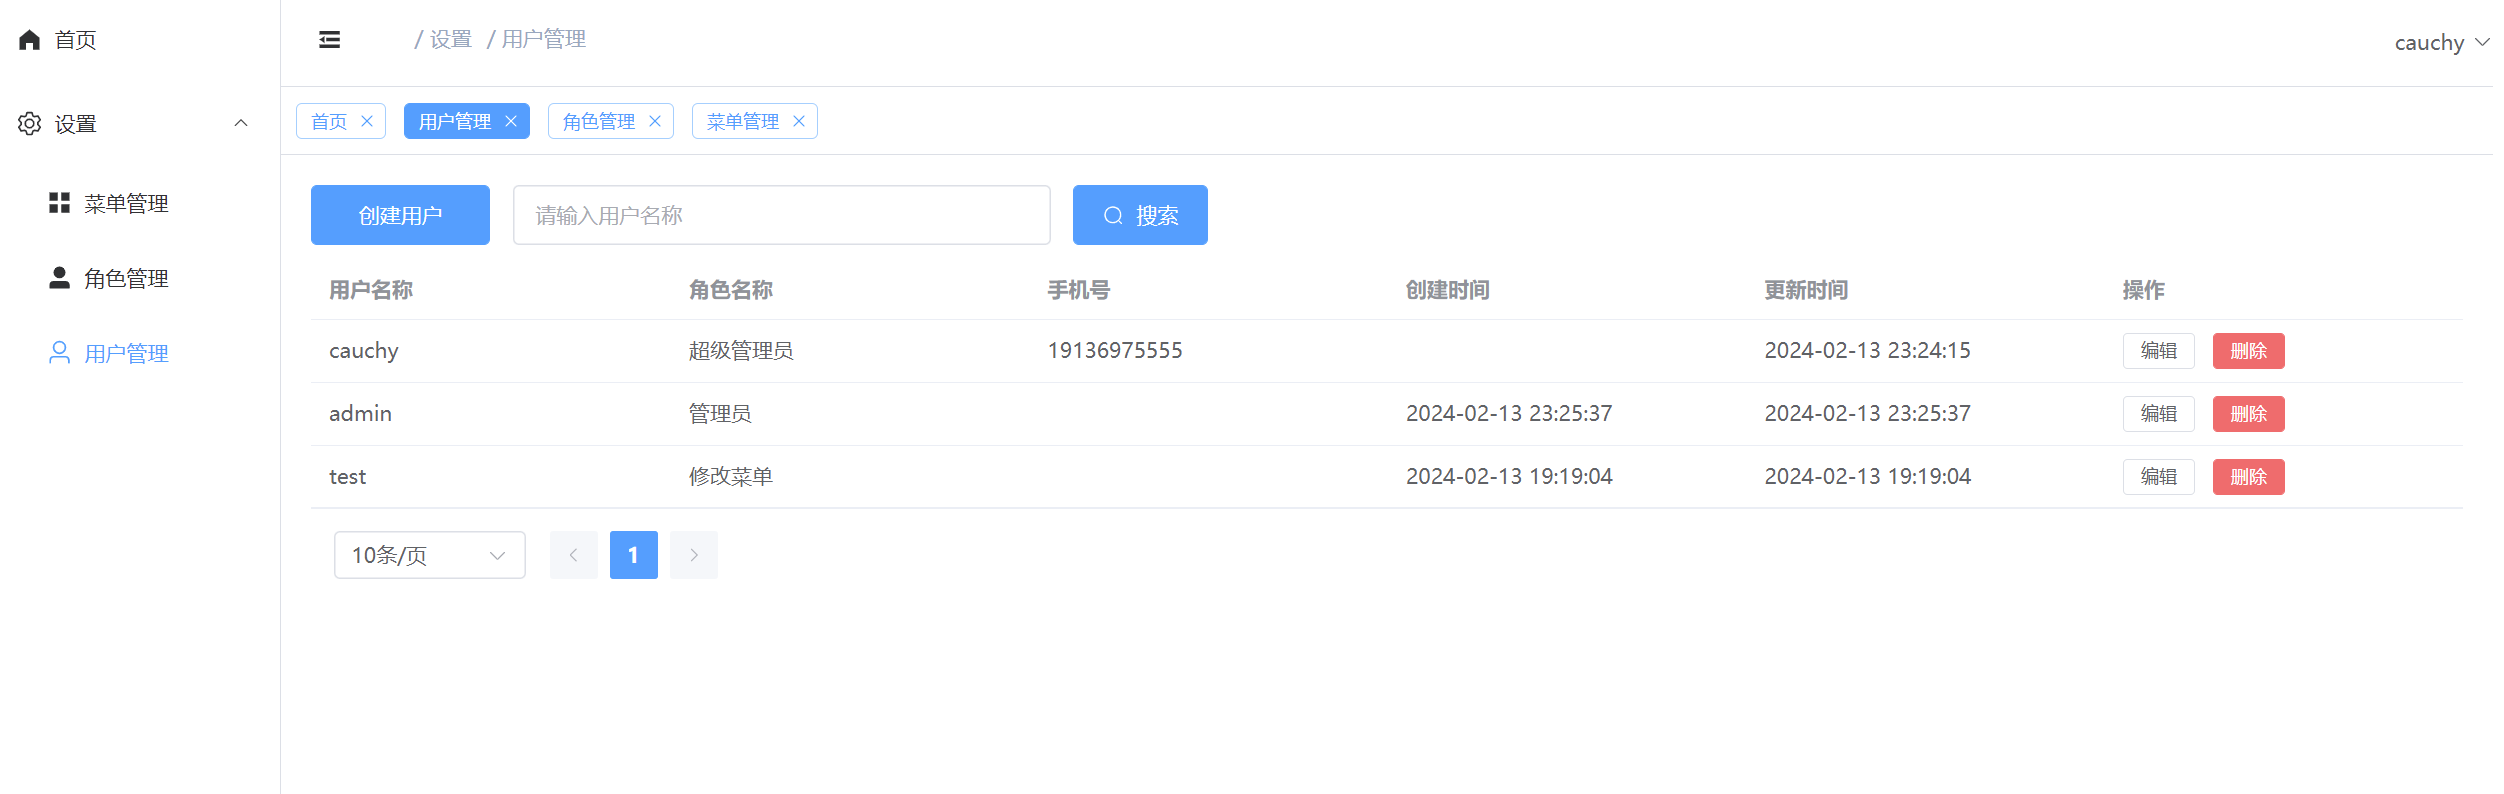 首页
设置
菜单管理
角色管理
用户管理
/ 设置 / 用户管理
cauchy
首页 用户管理 角色管理 菜单管理
创建用户 请输入用户名称 搜索
用户名称 角色名称 手机号 创建时间 更新时间 操作
cauchy 超级管理员 19136975555 2024-02-13 23:24:15 编辑 删除
admin 管理员 2024-02-13 23:25:37 2024-02-13 23:25:37 编辑 删除
test 修改菜单 2024-02-13 19:19:04 2024-02-13 19:19:04 编辑 删除
10条/页 1